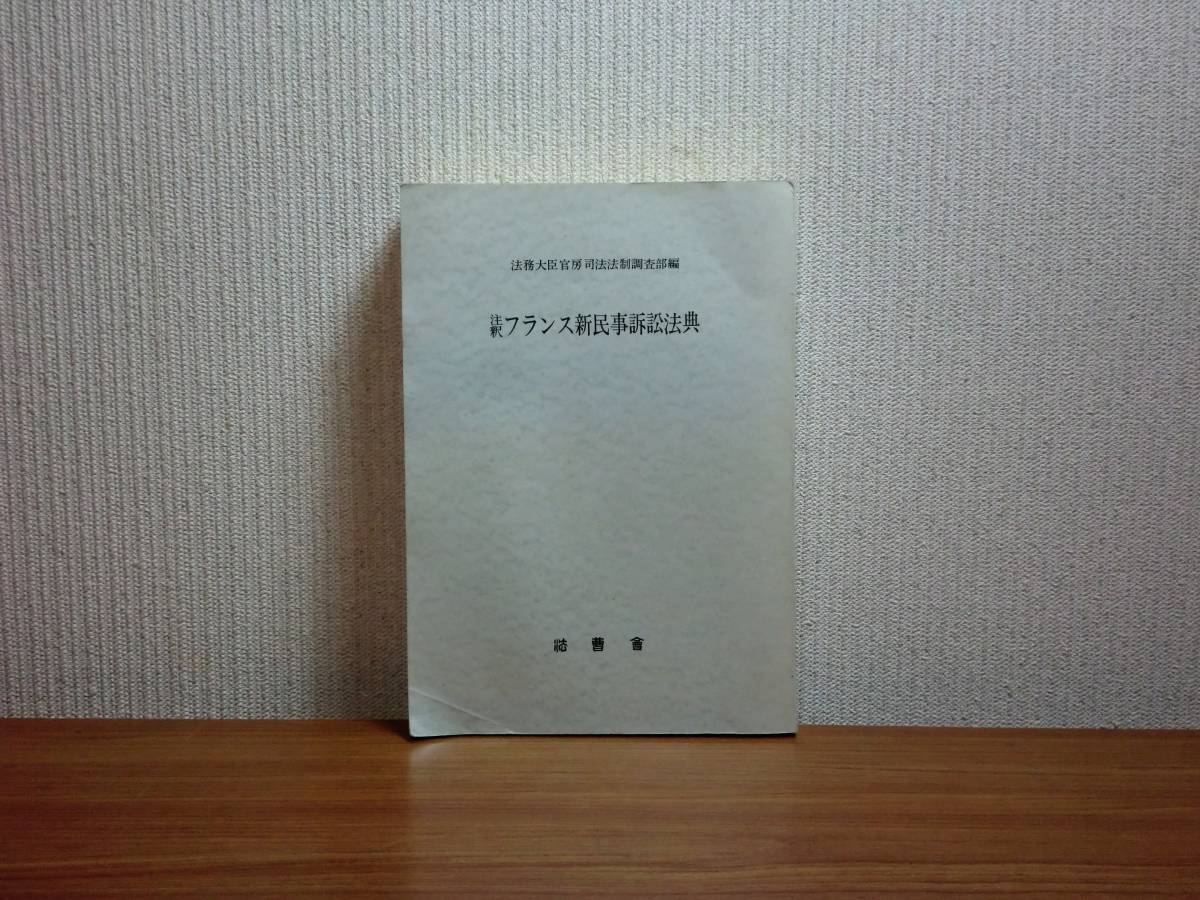 法務大臣官房司法法制調査部編
注釈フランス新民事訴訟法典
法曹會